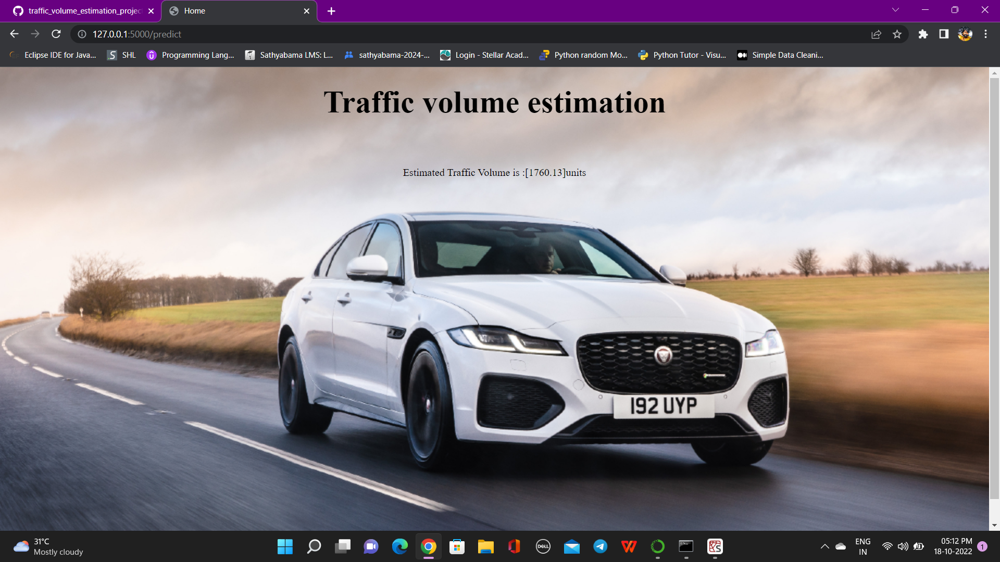 traffic_volume_estimation_projec
Home
127.0.0.1:5000/predict
Eclipse IDE for Java...
SHL
Programming Lang...
Sathyabama LMS: L...
sathyabama-2024-...
Login - Stellar Acad...
Python random Mo...
Python Tutor - Visu...
Simple Data Cleani...
Traffic volume estimation
Estimated Traffic Volume is :[1760.13]units
192 UYP
31°C
Mostly cloudy
DELL
ENG
IN
05:12 PM
18-10-2022
1